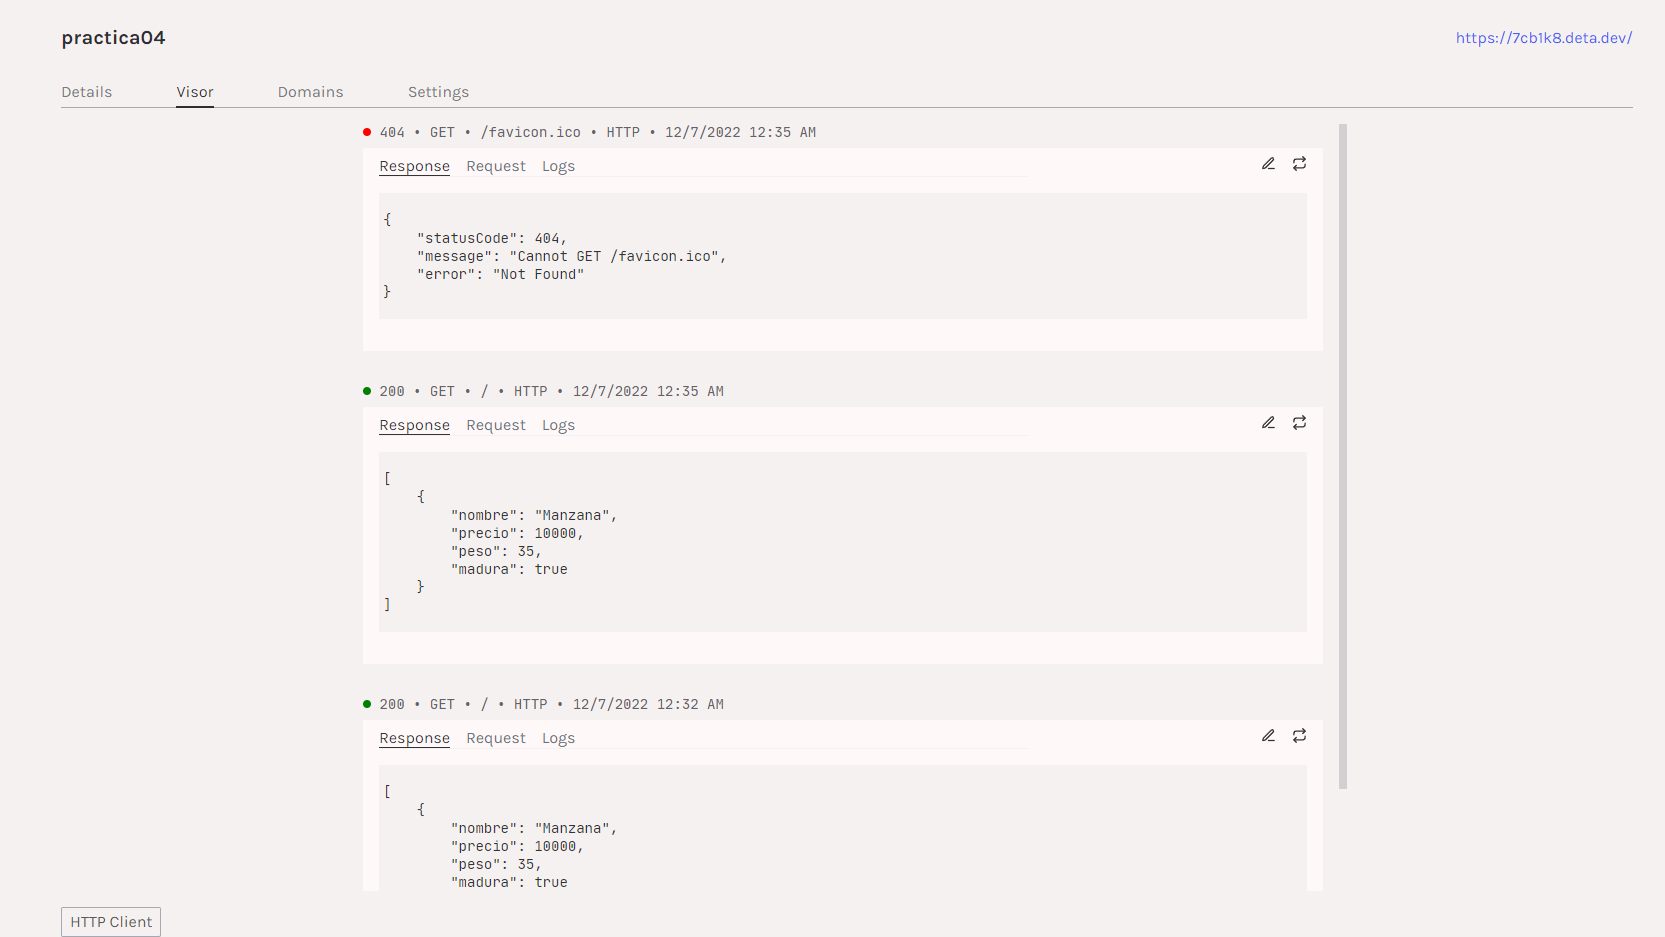 practica04
https://7cb1k8.deta.dev/
Details Visor Domains Settings
404 • GET • /favicon.ico • HTTP • 12/7/2022 12:35 AM
Response Request Logs
{
    "statusCode": 404,
    "message": "Cannot GET /favicon.ico",
    "error": "Not Found"
}
200 • GET • / • HTTP • 12/7/2022 12:35 AM
Response Request Logs
[
    {
        "nombre": "Manzana",
        "precio": 10000,
        "peso": 35,
        "madura": true
    }
]
200 • GET • / • HTTP • 12/7/2022 12:32 AM
Response Request Logs
[
    {
        "nombre": "Manzana",
        "precio": 10000,
        "peso": 35,
        "madura": true
HTTP Client